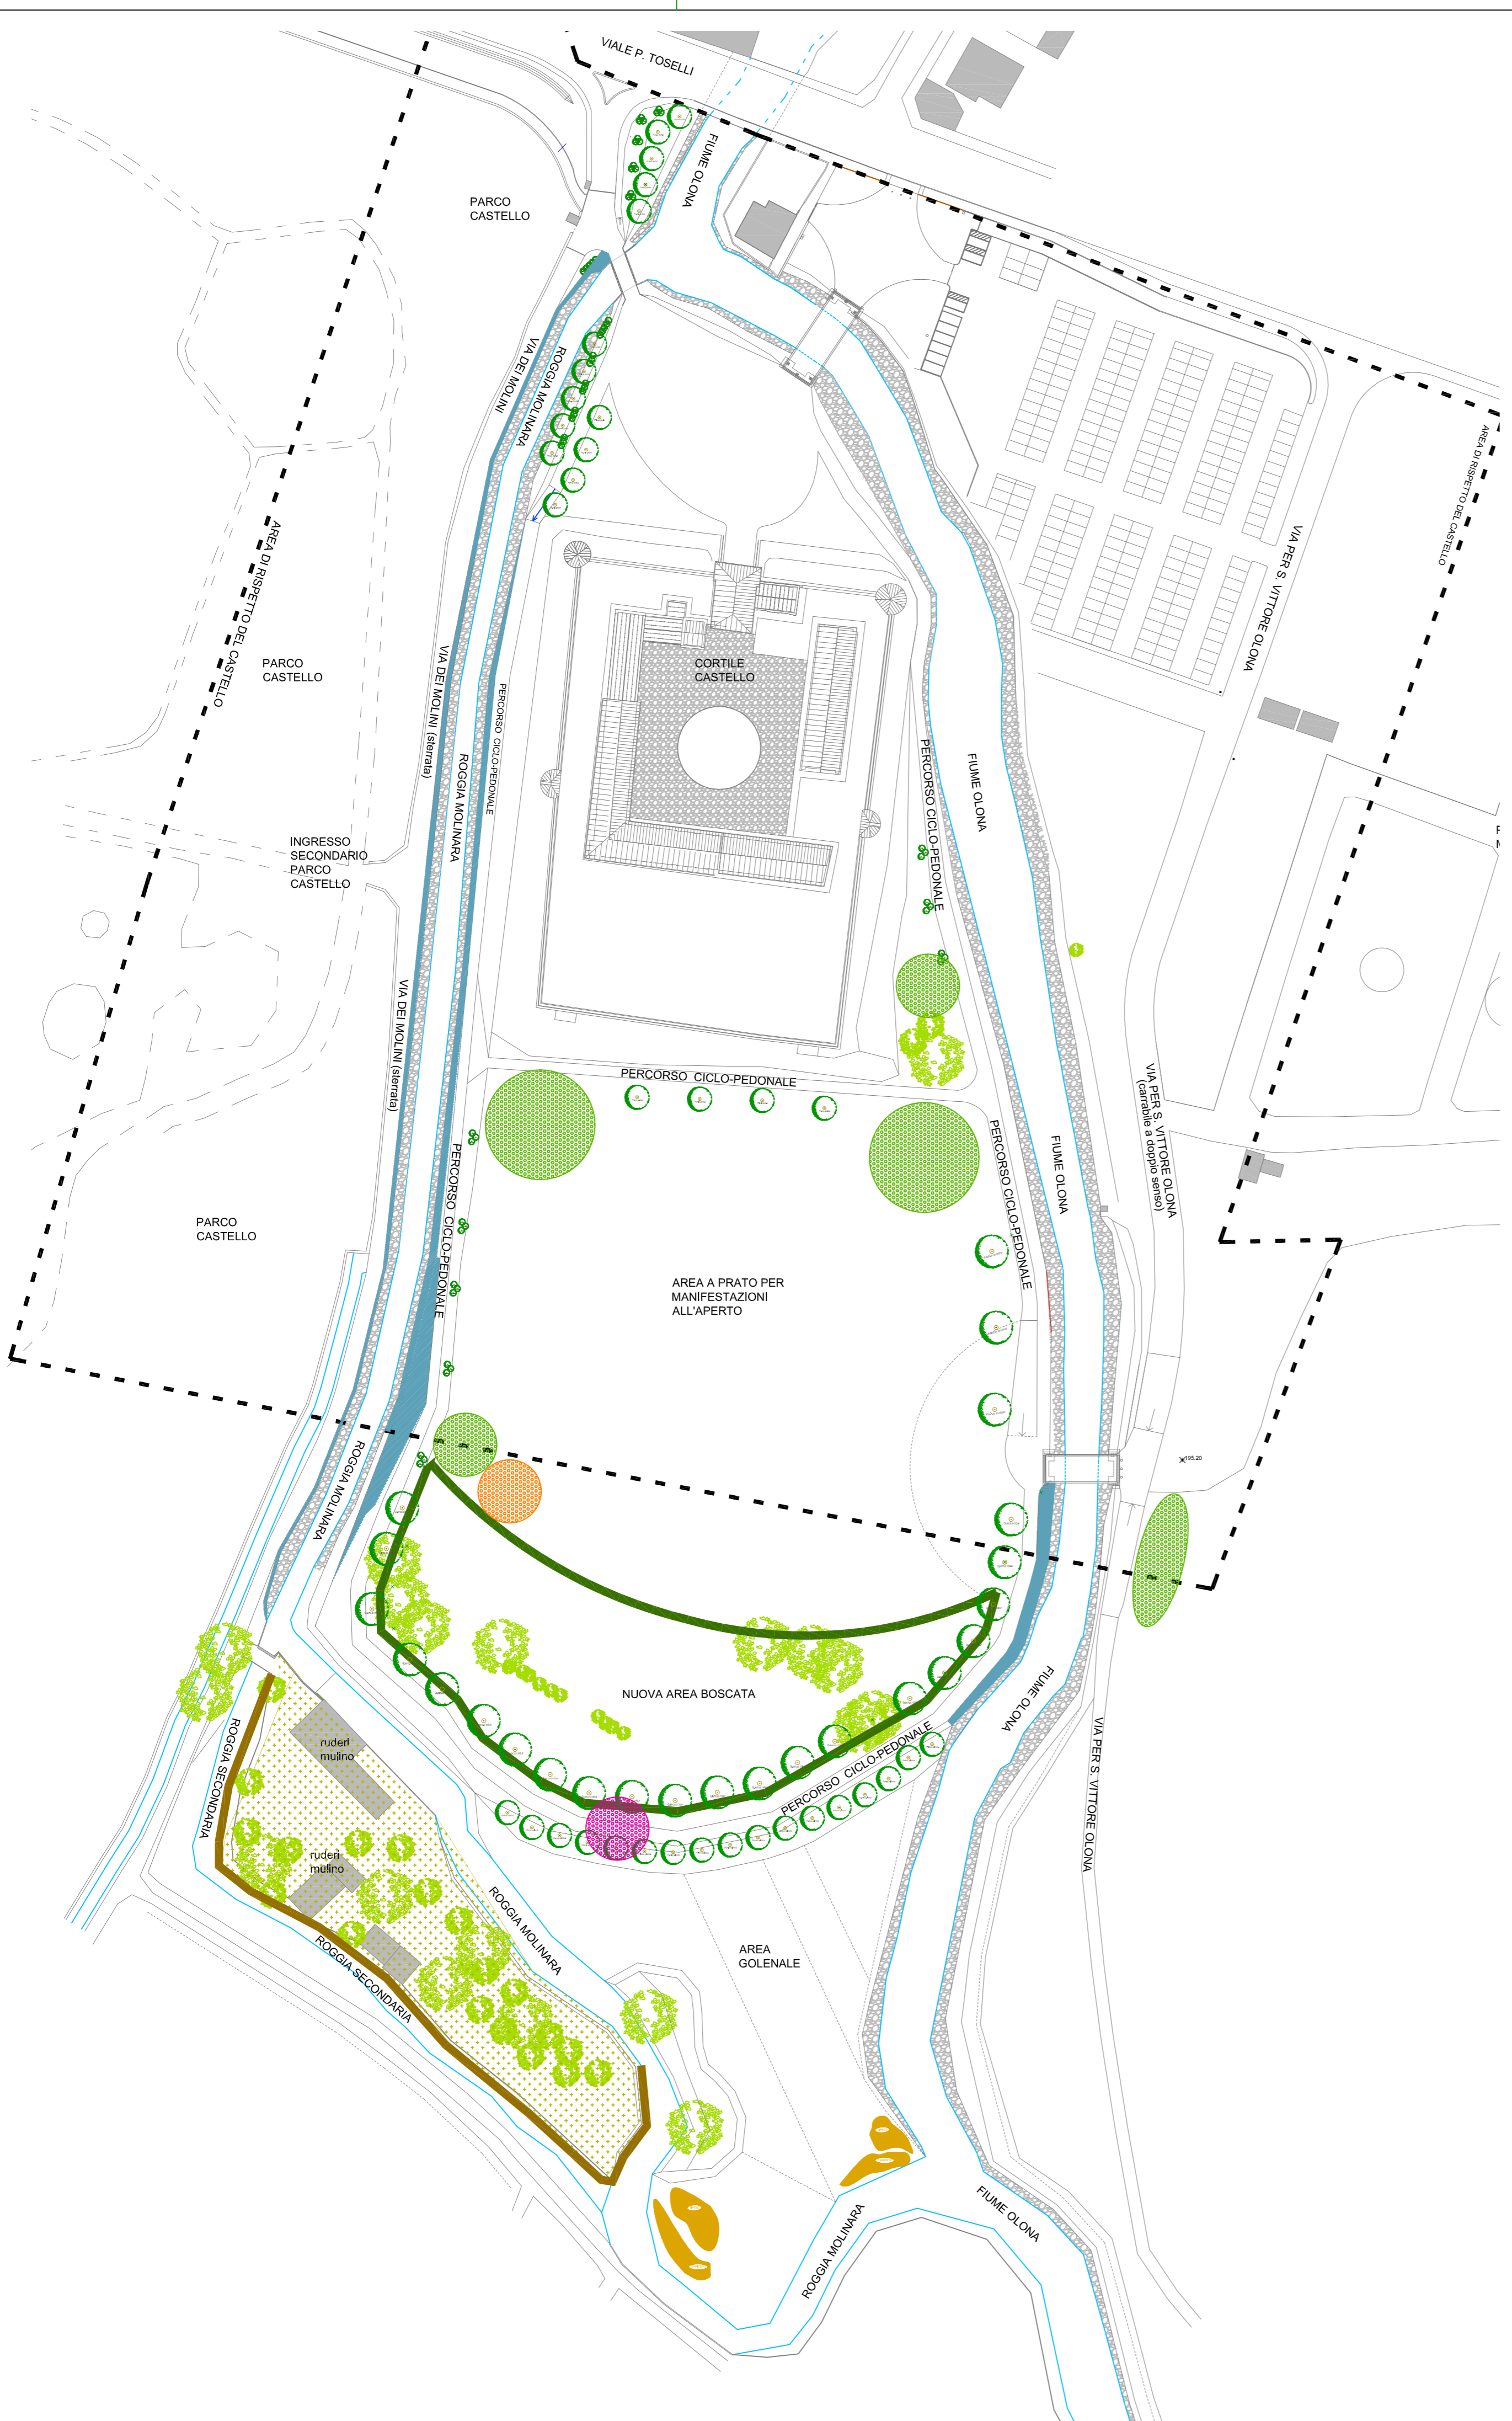 VIALE P. TOSELLI
FIUME OLONA
PARCO
CASTELLO
VIA DEI MOLINI
ROGGIA MOLINARA
AREA DI RISPETTO DEL CASTELLO
AREA DI RISPETTO DEL CASTELLO
VIA PER S. VITTORE OLONA
PARCO
CASTELLO
VIA DEI MOLINI (sterrata)
ROGGIA MOLINARA
PERCORSO CICLO-PEDONALE
CORTILE
CASTELLO
PERCORSO CICLO-PEDONALE
FIUME OLONA
INGRESSO
SECONDARIO
PARCO
CASTELLO
VIA DEI MOLINI (sterrata)
PERCORSO CICLO-PEDONALE
PERCORSO CICLO-PEDONALE
PERCORSO CICLO-PEDONALE
FIUME OLONA
VIA PER S. VITTORE OLONA
(carrabile a doppio senso)
PARCO
CASTELLO
AREA A PRATO PER
MANIFESTAZIONI
ALL'APERTO
ROGGIA MOLINARA
195.20
NUOVA AREA BOSCATA
FIUME OLONA
ROGGIA SECONDARIA
ruderi
mulino
PERCORSO CICLO-PEDONALE
VIA PER S. VITTORE OLONA
ruderi
mulino
ROGGIA MOLINARA
ROGGIA SECONDARIA
AREA
GOLENALE
ROGGIA MOLINARA
FIUME OLONA